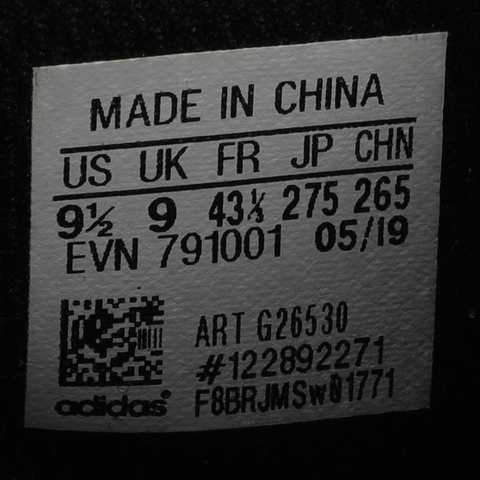 MADE IN CHINA
US UK FR JP CHN
9½ 9 43⅓ 275 265
EVN 791001 05/19
ART G26530
#122892271
adidas® F8BRJMSw01771